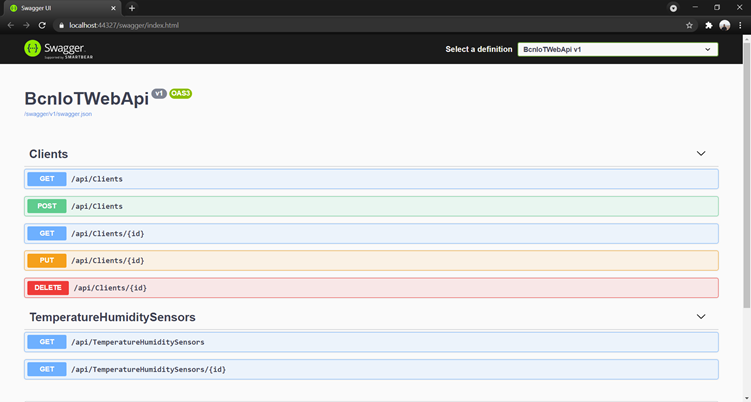 Swagger UI
localhost:44327/swagger/index.html
Swagger.
Supported by SMARTBEAR
Select a definition
BcnIoTWebApi v1
BcnIoTWebApi v1 OAS3
/swagger/v1/swagger.json
Clients
GET /api/Clients
POST /api/Clients
GET /api/Clients/{id}
PUT /api/Clients/{id}
DELETE /api/Clients/{id}
TemperatureHumiditySensors
GET /api/TemperatureHumiditySensors
GET /api/TemperatureHumiditySensors/{id}